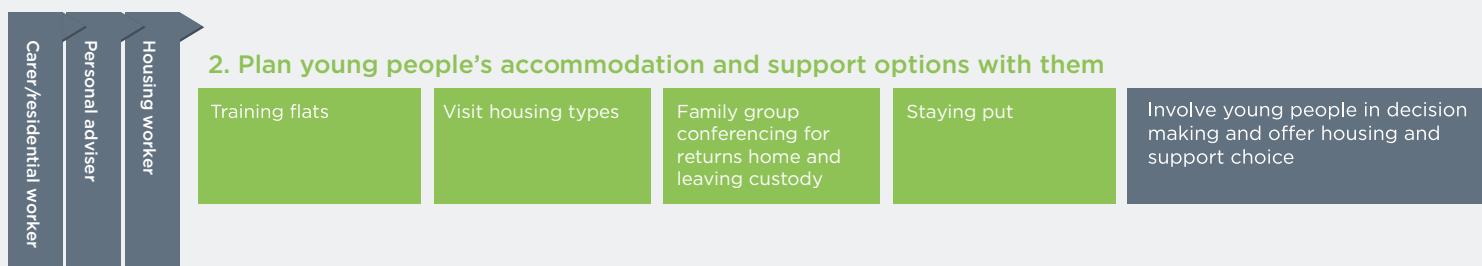 Carer/residential worker
Personal adviser
Housing worker
2. Plan young people’s accommodation and support options with them
Training flats
Visit housing types
Family group
conferencing for
returns home and
leaving custody
Staying put
Involve young people in decision
making and offer housing and
support choice